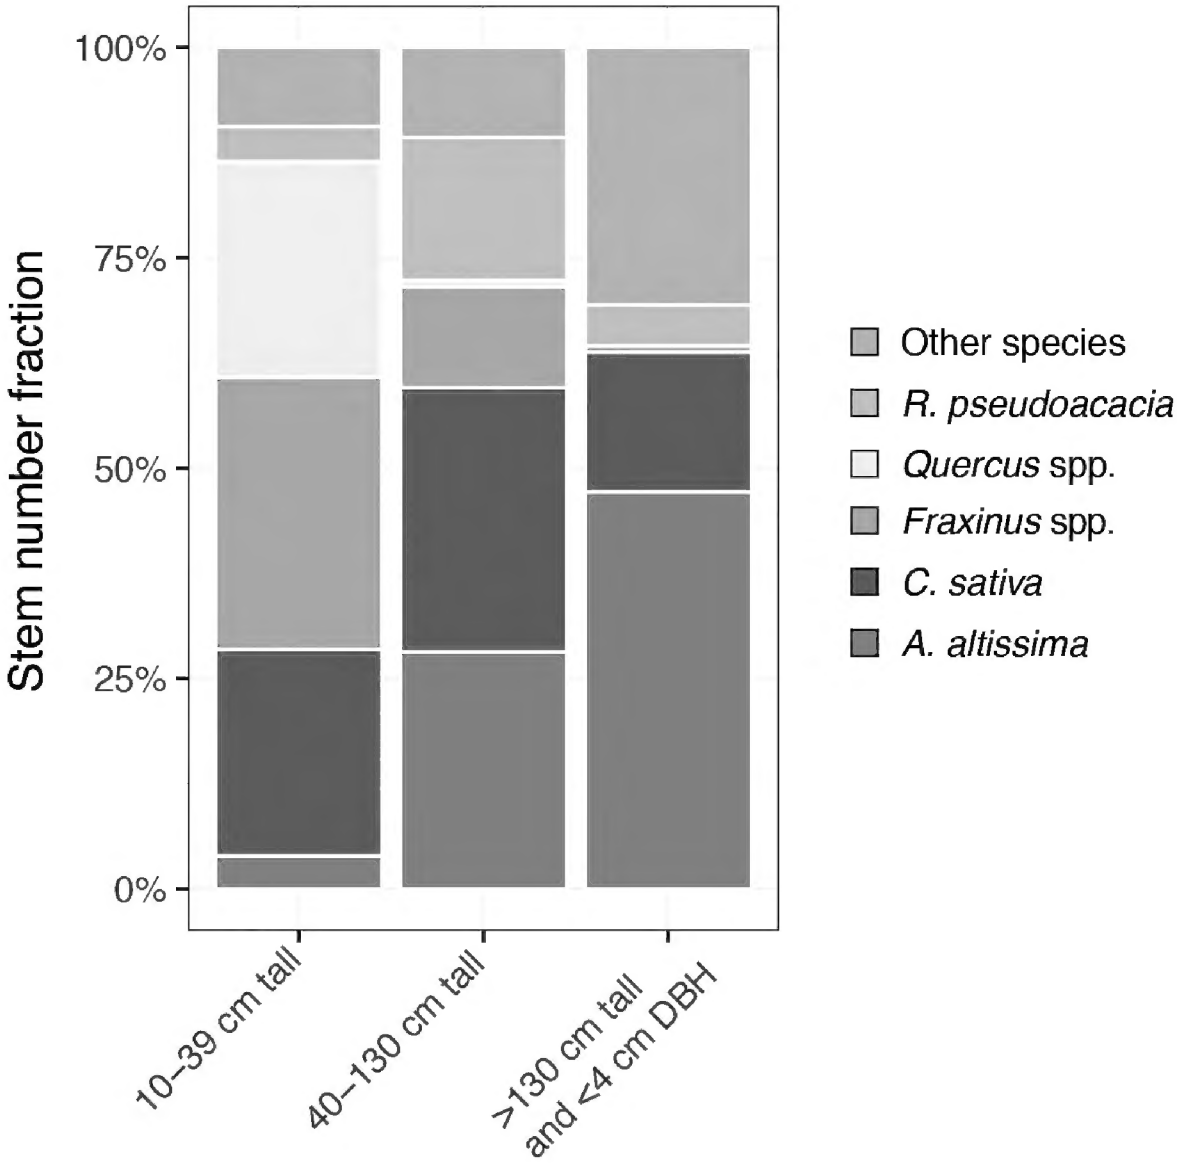 Stem number fraction
100%
75%
50%
25%
0%
10–39 cm tall
40–130 cm tall
>130 cm tall
and <4 cm DBH
Other species
R. pseudoacacia
Quercus spp.
Fraxinus spp.
C. sativa
A. altissima